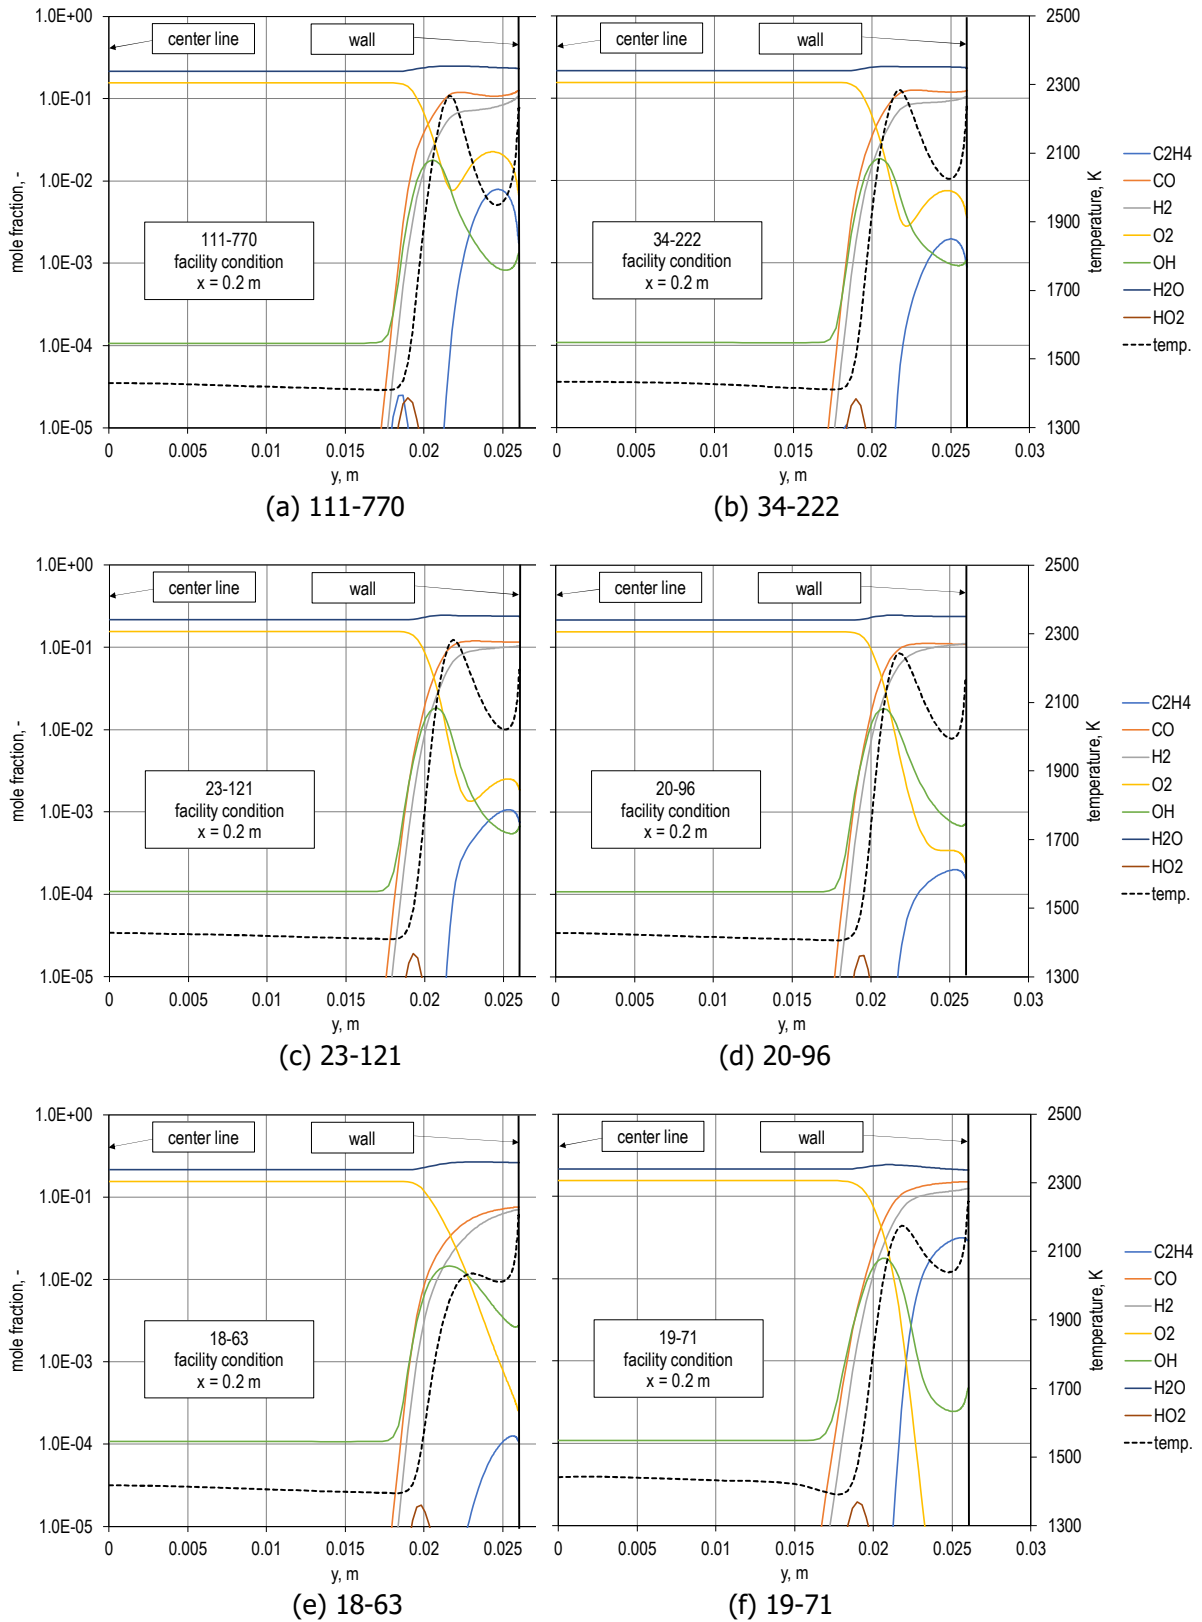 1.0E+00
1.0E-01
1.0E-02
1.0E-03
1.0E-04
1.0E-05
mole fraction, -
center line
wall
111-770
facility condition
x = 0.2 m
0 0.005 0.01 0.015 0.02 0.025
y, m
(a) 111-770
center line
wall
34-222
facility condition
x = 0.2 m
2500
2300
2100
1900
1700
1500
1300
temperature, K
0 0.005 0.01 0.015 0.02 0.025 0.03
y, m
(b) 34-222
C2H4
CO
H2
O2
OH
H2O
HO2
temp.
1.0E+00
1.0E-01
1.0E-02
1.0E-03
1.0E-04
1.0E-05
mole fraction, -
center line
wall
23-121
facility condition
x = 0.2 m
0 0.005 0.01 0.015 0.02 0.025
y, m
(c) 23-121
center line
wall
20-96
facility condition
x = 0.2 m
2500
2300
2100
1900
1700
1500
1300
temperature, K
0 0.005 0.01 0.015 0.02 0.025 0.03
y, m
(d) 20-96
C2H4
CO
H2
O2
OH
H2O
HO2
temp.
1.0E+00
1.0E-01
1.0E-02
1.0E-03
1.0E-04
1.0E-05
mole fraction, -
center line
wall
18-63
facility condition
x = 0.2 m
0 0.005 0.01 0.015 0.02 0.025
y, m
(e) 18-63
center line
wall
19-71
facility condition
x = 0.2 m
2500
2300
2100
1900
1700
1500
1300
temperature, K
0 0.005 0.01 0.015 0.02 0.025 0.03
y, m
(f) 19-71
C2H4
CO
H2
O2
OH
H2O
HO2
temp.